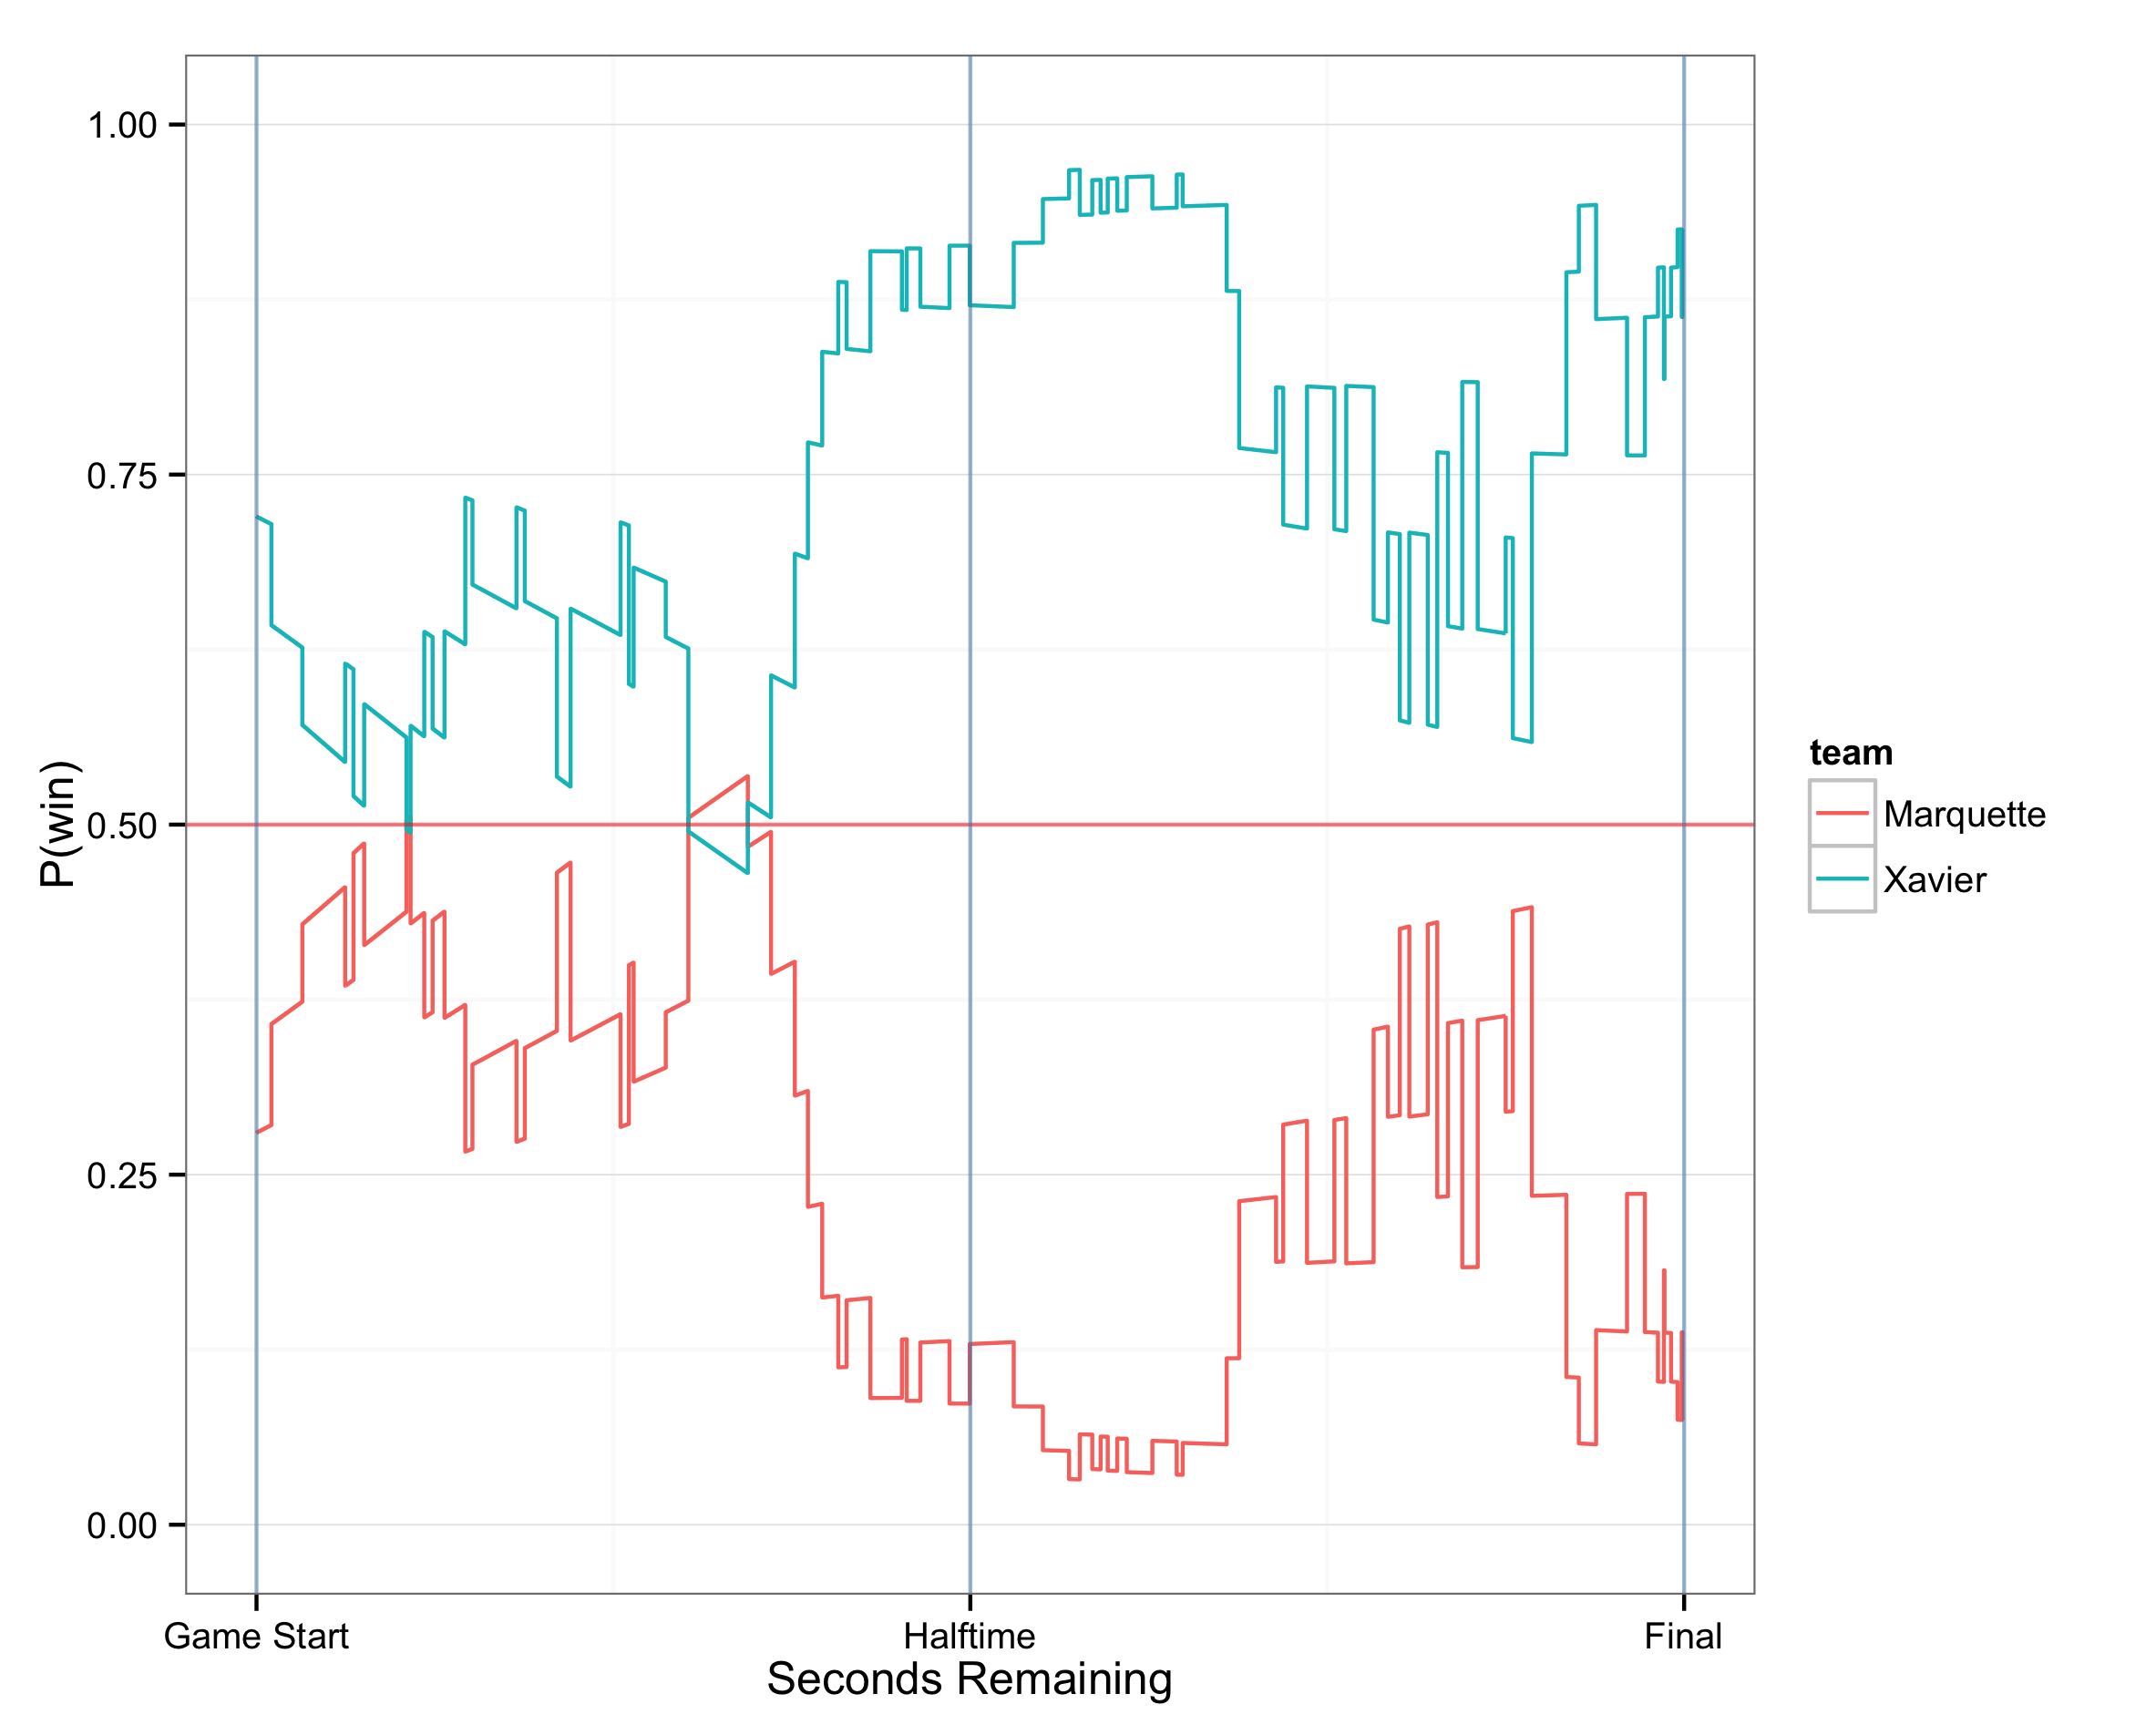 1.00
0.75
0.50
0.25
0.00
P(win)
Game Start
Halftime
Final
Seconds Remaining
team
Marquette
Xavier